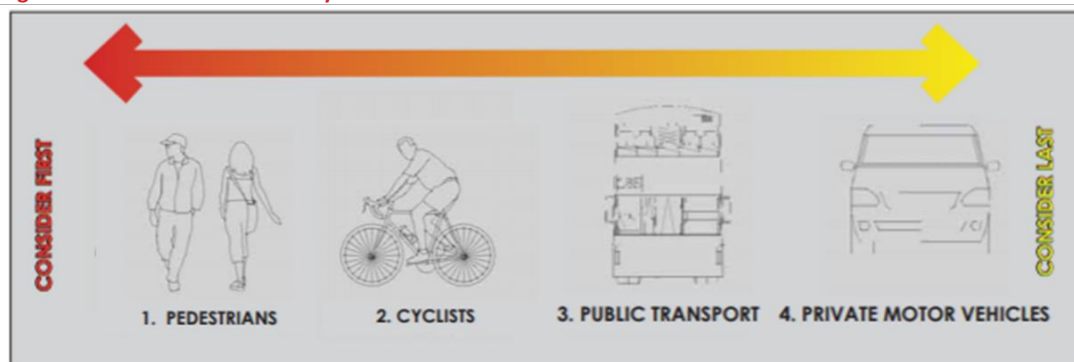 CONSIDER FIRST
1. PEDESTRIANS
2. CYCLISTS
3. PUBLIC TRANSPORT
4. PRIVATE MOTOR VEHICLES
CONSIDER LAST